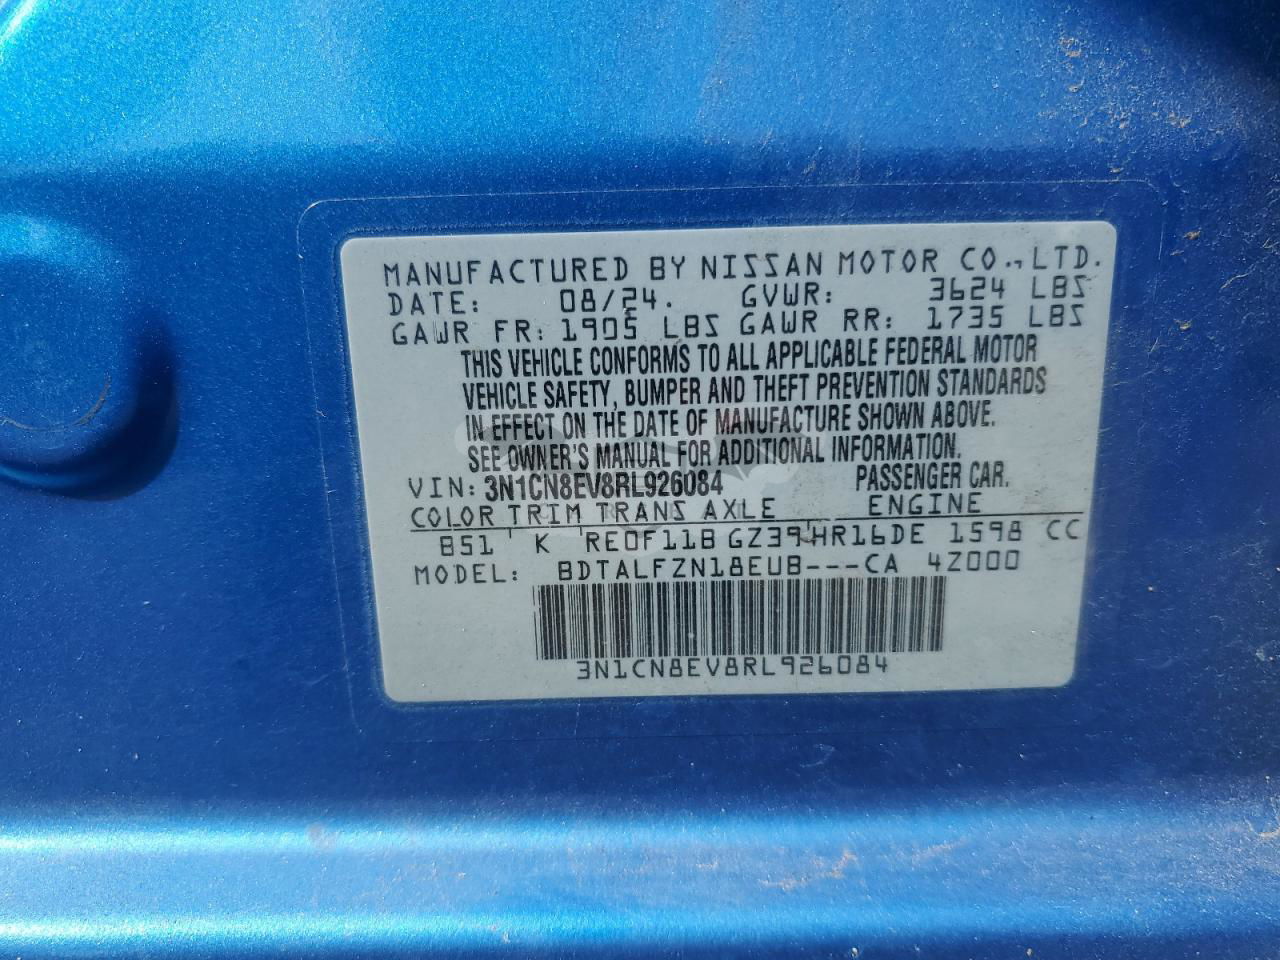 MANUFACTURED BY NISSAN MOTOR CO., LTD.
DATE: 08/24. GVWR: 3624 LBS
GAWR FR: 1905 LBS GAWR RR: 1735 LBS
THIS VEHICLE CONFORMS TO ALL APPLICABLE FEDERAL MOTOR
VEHICLE SAFETY, BUMPER AND THEFT PREVENTION STANDARDS
IN EFFECT ON THE DATE OF MANUFACTURE SHOWN ABOVE.
SEE OWNER'S MANUAL FOR ADDITIONAL INFORMATION.
VIN: 3N1CN8EV8RL926084 PASSENGER CAR.
COLOR TRIM TRANS AXLE ENGINE
B51 K RE0F11B GZ39 HR16DE 1598 CC
MODEL: BDTALFZN18EUB---CA 4Z000
3N1CN8EV8RL926084